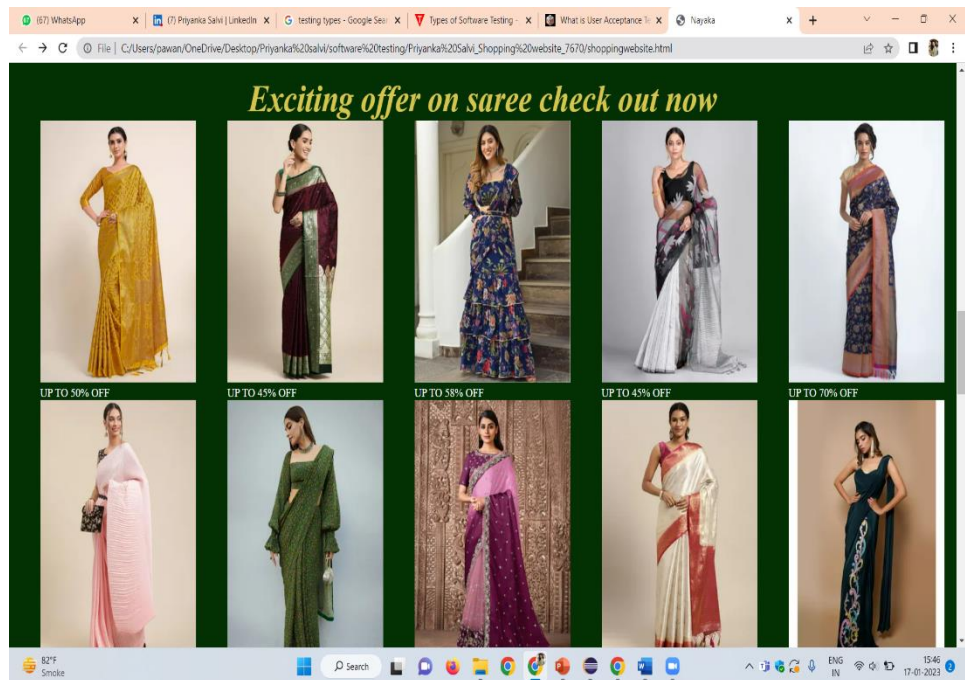 (67) WhatsApp
(7) Priyanka Salvi | LinkedIn
testing types - Google Sear
Types of Software Testing -
What is User Acceptance Te
Nayaka
File | C:/Users/pawan/OneDrive/Desktop/Priyanka%20salvi/software%20testing/Priyanka%20Salvi_Shopping%20website_7670/shoppingwebsite.html
Exciting offer on saree check out now
UP TO 50% OFF
UP TO 45% OFF
UP TO 58% OFF
UP TO 45% OFF
UP TO 70% OFF
82°F
Smoke
Search
ENG
IN
15:46
17-01-2023
2